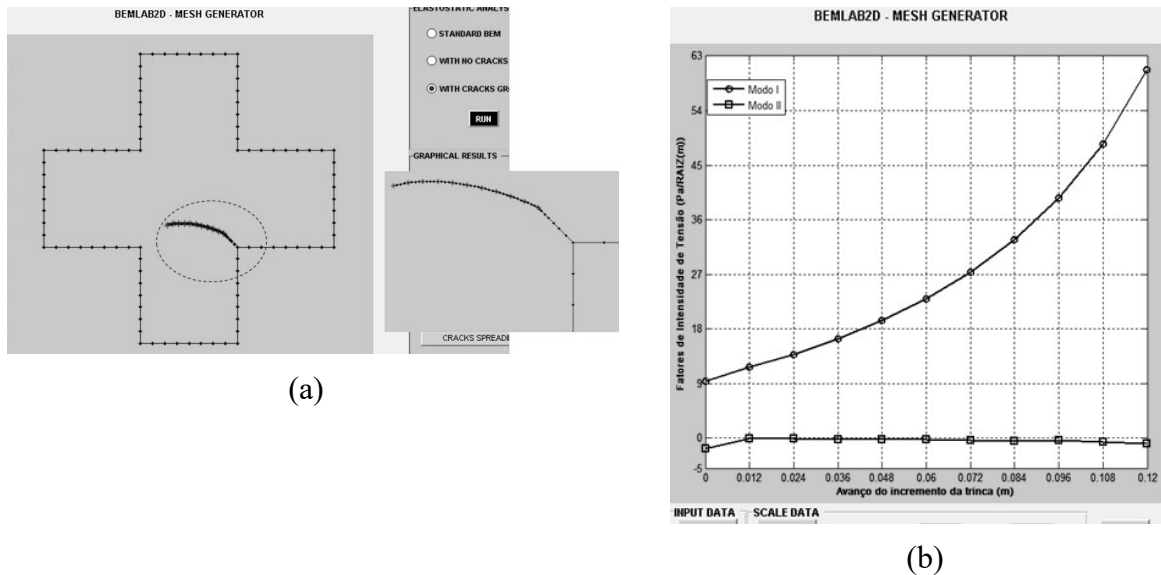 BEMLAB2D - MESH GENERATOR
ELASTOSTATIC ANALYS
STANDARD BEM
WITH NO CRACKS
WITH CRACKS GR
RUN
GRAPHICAL RESULTS
CRACKS SPREADI
(a)
BEMLAB2D - MESH GENERATOR
Fatores de Intensidade de Tensão (Pa/RAIZ(m))
63
54
45
36
27
18
9
0
-5
Modo I
Modo II
0 0.012 0.024 0.036 0.048 0.06 0.072 0.084 0.096 0.108 0.12
Avanço do incremento da trinca (m)
INPUT DATA SCALE DATA
(b)